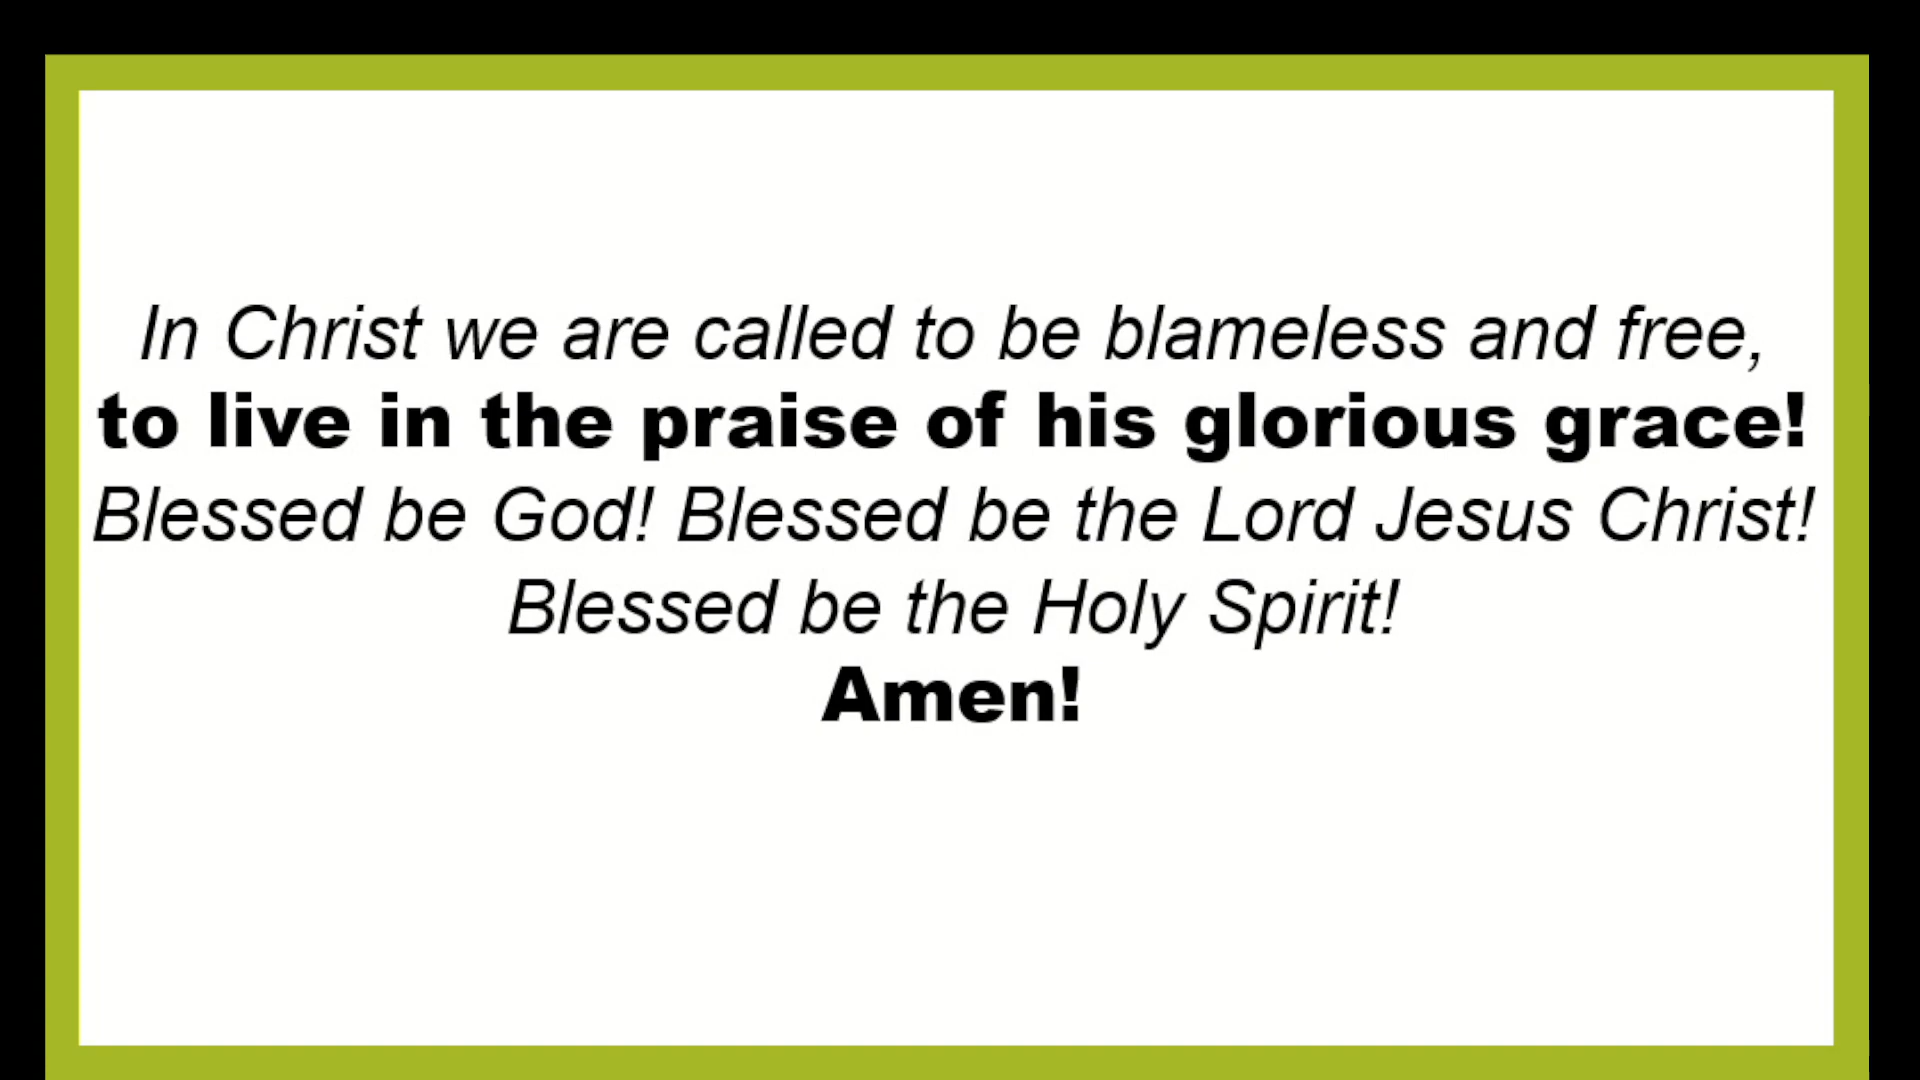 In Christ we are called to be blameless and free,
to live in the praise of his glorious grace!
Blessed be God! Blessed be the Lord Jesus Christ!
Blessed be the Holy Spirit!
Amen!